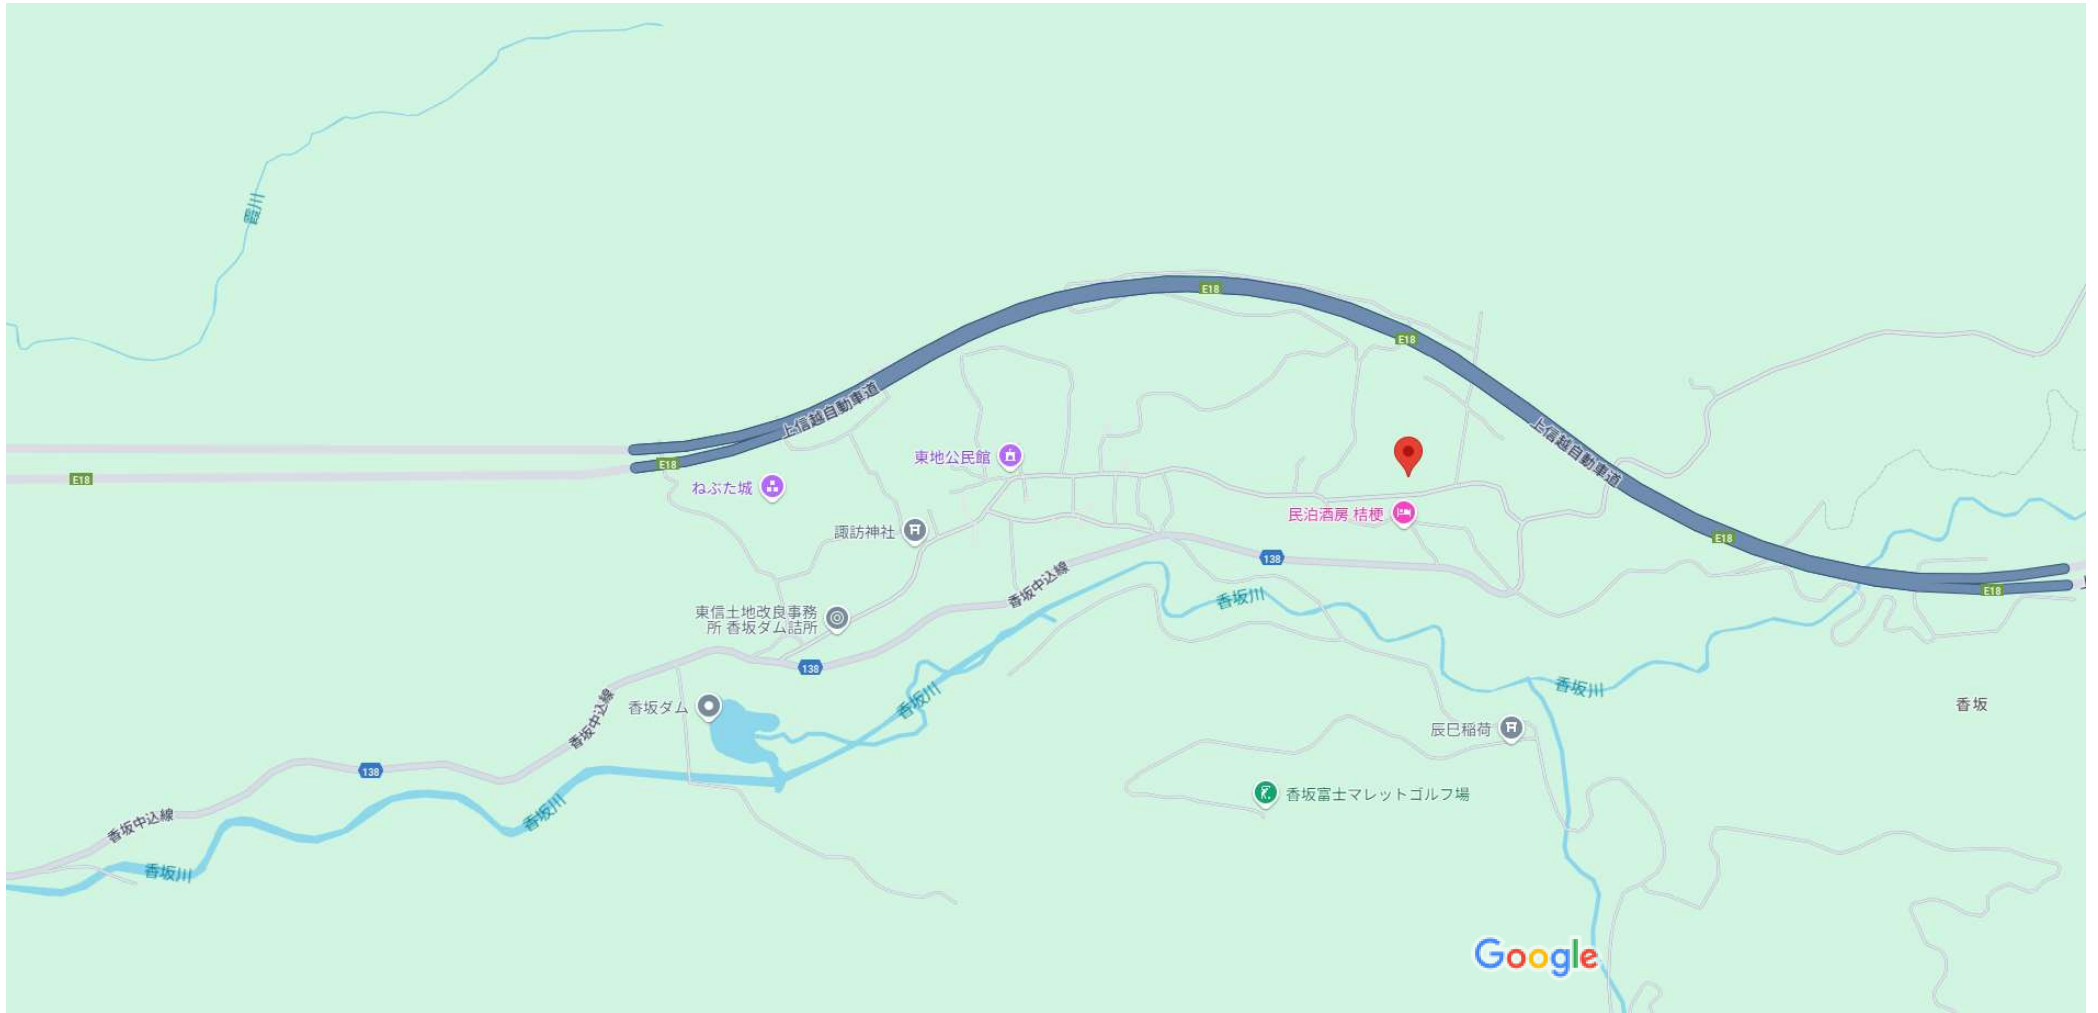 霞川
E18
E18
上信越自動車道
上信越自動車道
E18
E18
東地公民館
ねぶた城
民泊酒房 桔梗
諏訪神社
E18
138
香坂中込線
香坂川
E18
上
東信土地改良事務
所 香坂ダム詰所
138
香坂川
香坂川
香坂
香坂ダム
香坂中込線
辰巳稲荷
138
香坂富士マレットゴルフ場
香坂川
香坂中込線
香坂川
Google